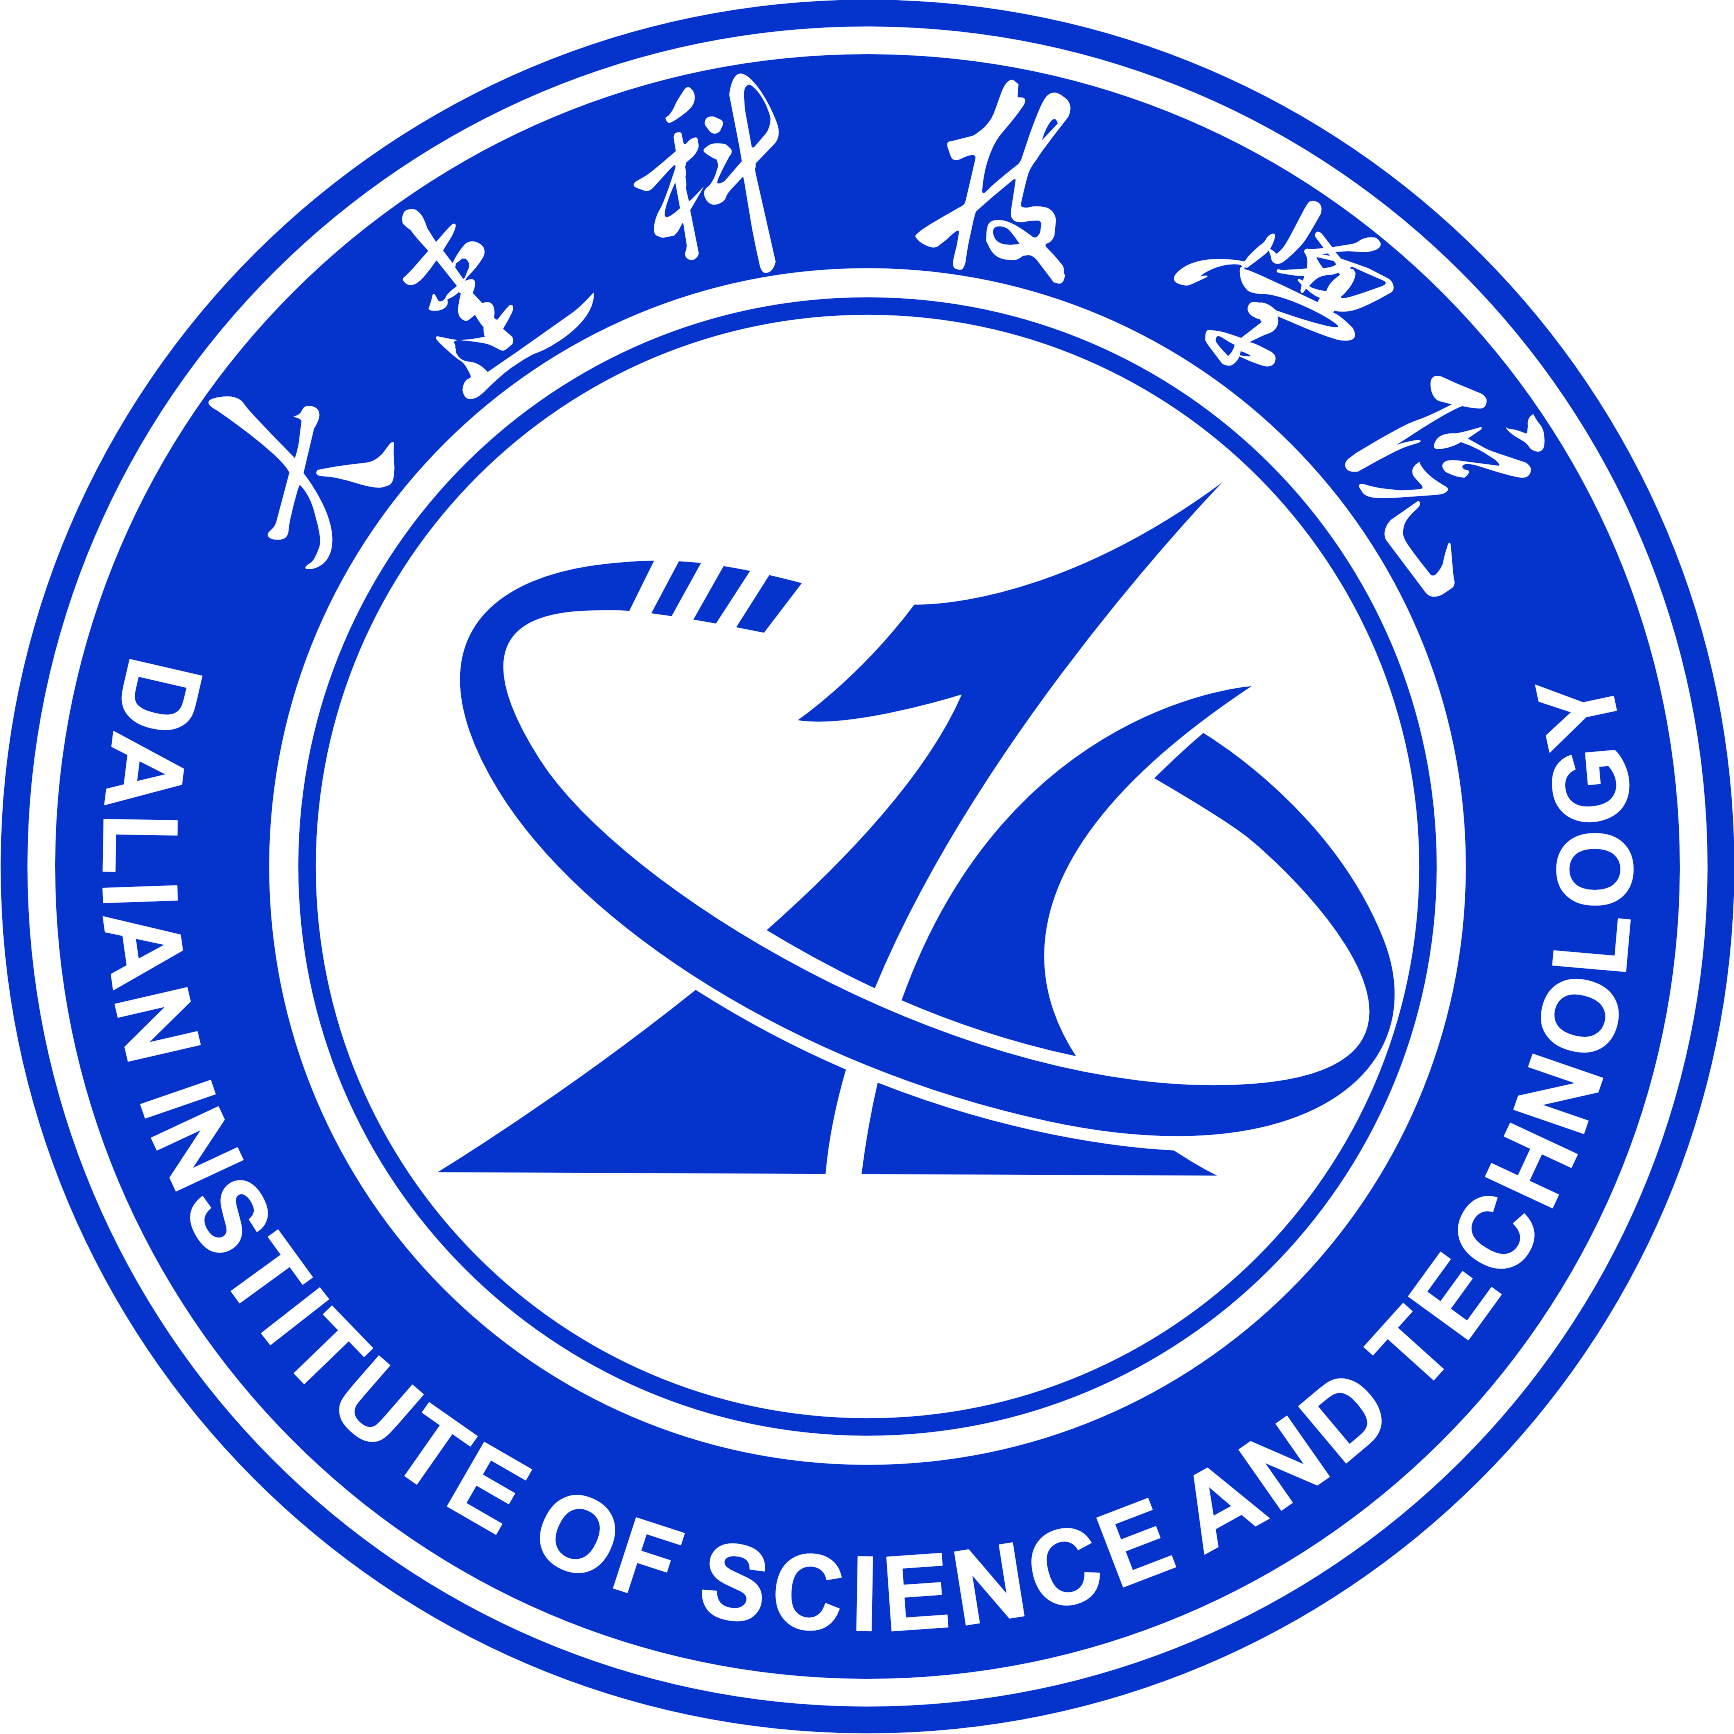 大连科技学院
DALIAN INSTITUTE OF SCIENCE AND TECHNOLOGY